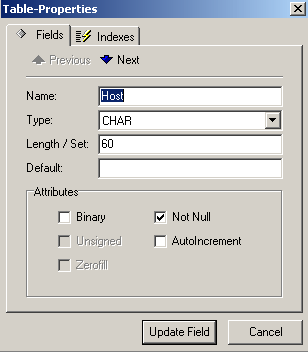 Table-Properties
Fields Indexes
Previous Next
Name: Host
Type: CHAR
Length / Set: 60
Default:
Attributes
Binary Not Null
Unsigned AutoIncrement
Zerofill
Update Field Cancel